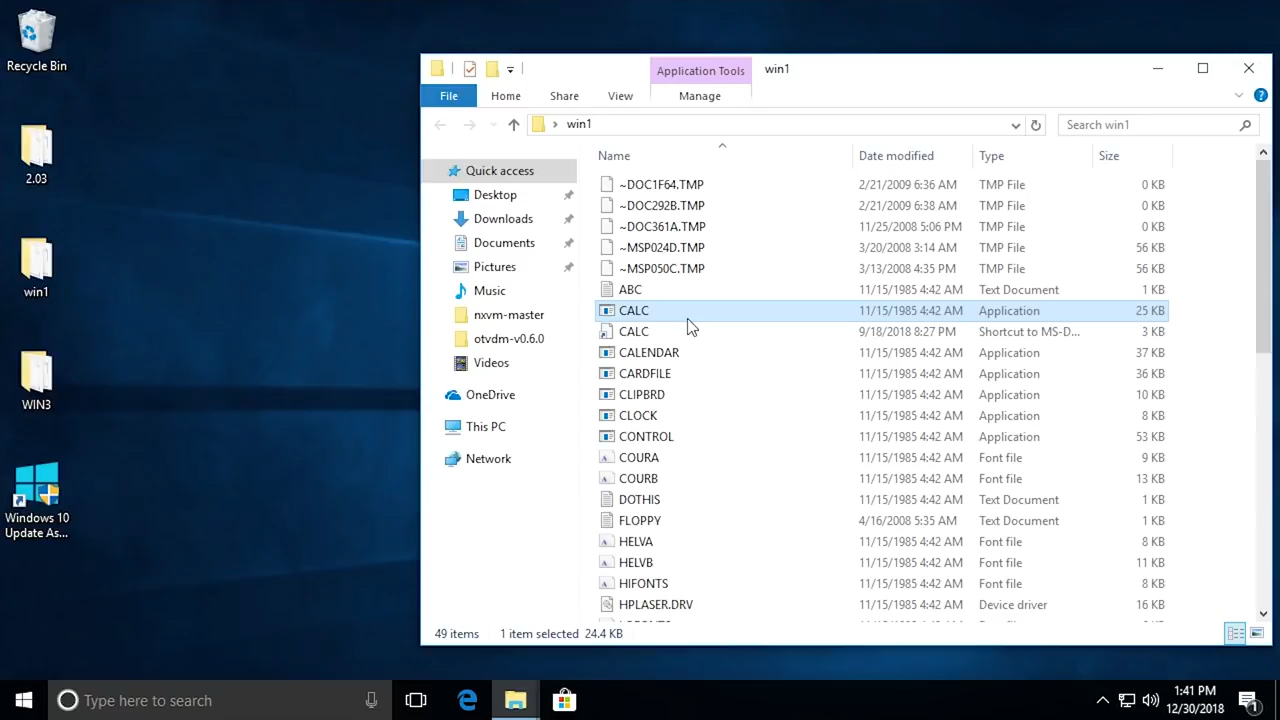 Recycle Bin
2.03
win1
WIN3
Windows 10
Update As...
Application Tools
win1
File
Home
Share
View
Manage
win1
Search win1
Quick access
Desktop
Downloads
Documents
Pictures
Music
nxvm-master
otvdm-v0.6.0
Videos
OneDrive
This PC
Network
Name Date modified Type Size
~DOC1F64.TMP 2/21/2009 6:36 AM TMP File 0 KB
~DOC292B.TMP 2/21/2009 6:38 AM TMP File 0 KB
~DOC361A.TMP 11/25/2008 5:06 PM TMP File 0 KB
~MSP024D.TMP 3/20/2008 3:14 AM TMP File 56 KB
~MSP050C.TMP 3/13/2008 4:35 PM TMP File 56 KB
ABC 11/15/1985 4:42 AM Text Document 1 KB
CALC 11/15/1985 4:42 AM Application 25 KB
CALC 9/18/2018 8:27 PM Shortcut to MS-D... 3 KB
CALENDAR 11/15/1985 4:42 AM Application 37 KB
CARDFILE 11/15/1985 4:42 AM Application 36 KB
CLIPBRD 11/15/1985 4:42 AM Application 10 KB
CLOCK 11/15/1985 4:42 AM Application 8 KB
CONTROL 11/15/1985 4:42 AM Application 53 KB
COURA 11/15/1985 4:42 AM Font file 9 KB
COURB 11/15/1985 4:42 AM Font file 13 KB
DOTHIS 11/15/1985 4:42 AM Text Document 1 KB
FLOPPY 4/16/2008 5:35 AM Text Document 1 KB
HELVA 11/15/1985 4:42 AM Font file 8 KB
HELVB 11/15/1985 4:42 AM Font file 11 KB
HIFONTS 11/15/1985 4:42 AM Font file 8 KB
HPLASER.DRV 11/15/1985 4:42 AM Device driver 16 KB
49 items 1 item selected 24.4 KB
Type here to search
1:41 PM
12/30/2018
1